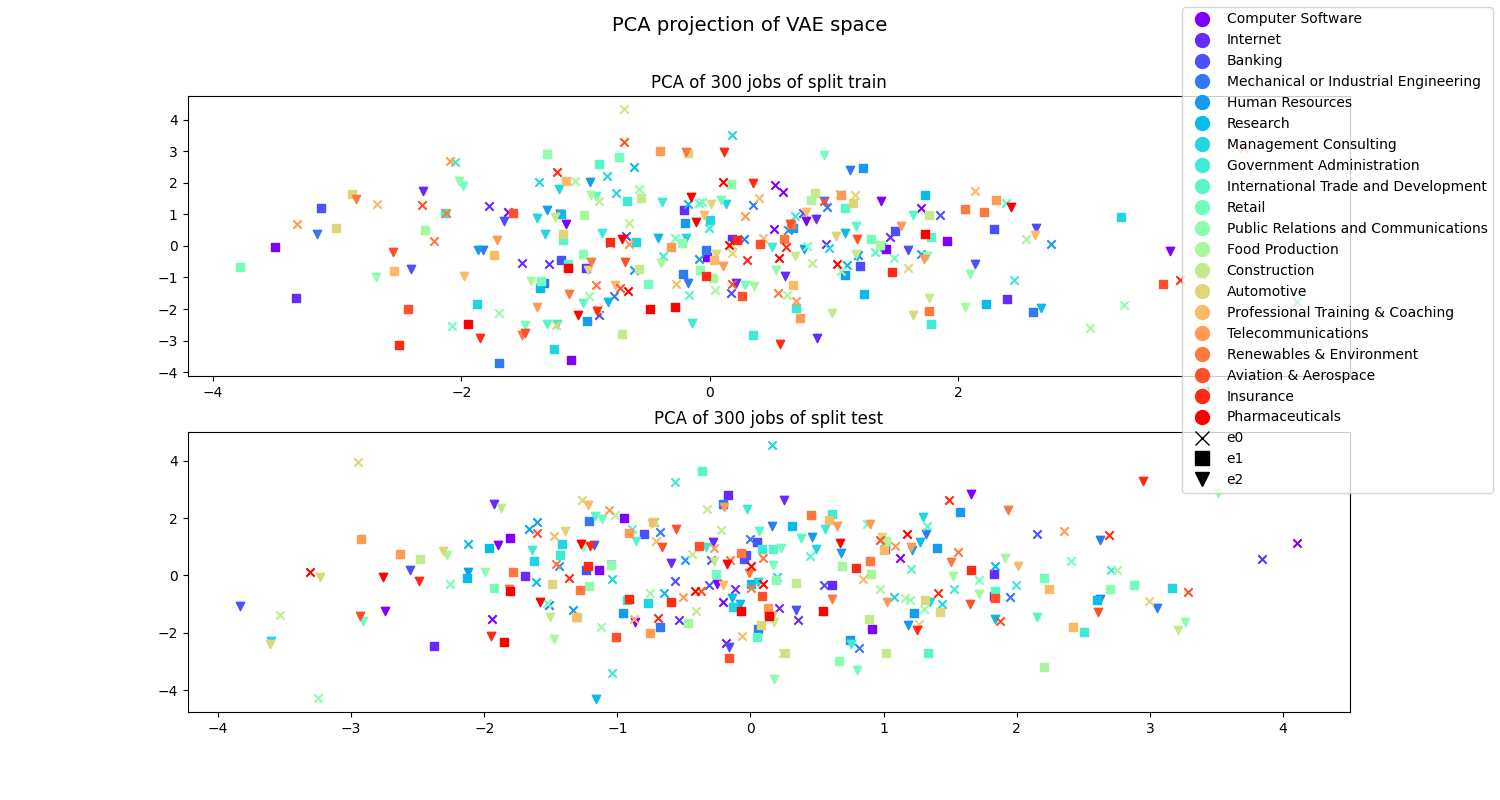 PCA projection of VAE space
PCA of 300 jobs of split train
4
3
2
1
0
−1
−2
−3
−4
−4
−2
0
2
PCA of 300 jobs of split test
4
2
0
−2
−4
−4
−3
−2
−1
0
1
2
3
4
Computer Software
Internet
Banking
Mechanical or Industrial Engineering
Human Resources
Research
Management Consulting
Government Administration
International Trade and Development
Retail
Public Relations and Communications
Food Production
Construction
Automotive
Professional Training & Coaching
Telecommunications
Renewables & Environment
Aviation & Aerospace
Insurance
Pharmaceuticals
e0
e1
e2